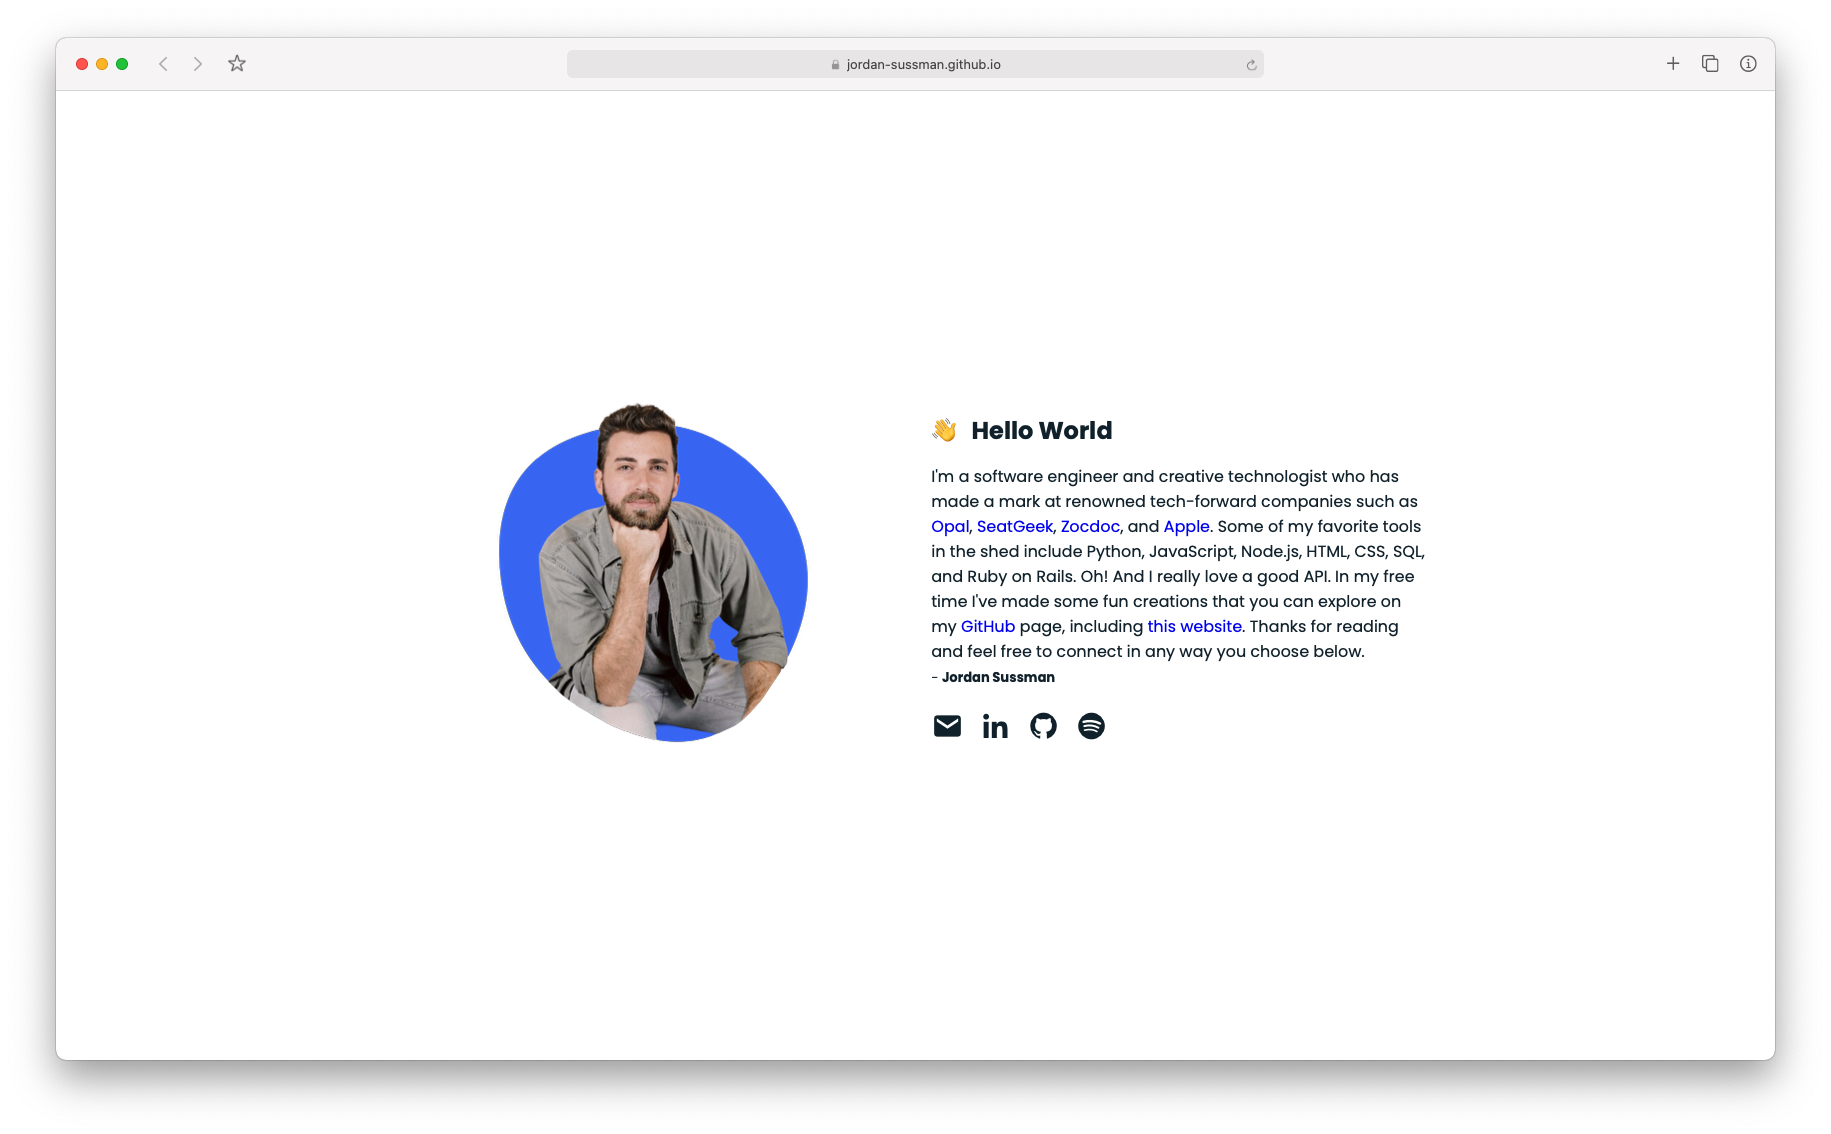 jordan-sussman.github.io
👋 Hello World
I'm a software engineer and creative technologist who has
made a mark at renowned tech-forward companies such as
Opal, SeatGeek, Zocdoc, and Apple. Some of my favorite tools
in the shed include Python, JavaScript, Node.js, HTML, CSS, SQL,
and Ruby on Rails. Oh! And I really love a good API. In my free
time I've made some fun creations that you can explore on
my GitHub page, including this website. Thanks for reading
and feel free to connect in any way you choose below.
- Jordan Sussman
in